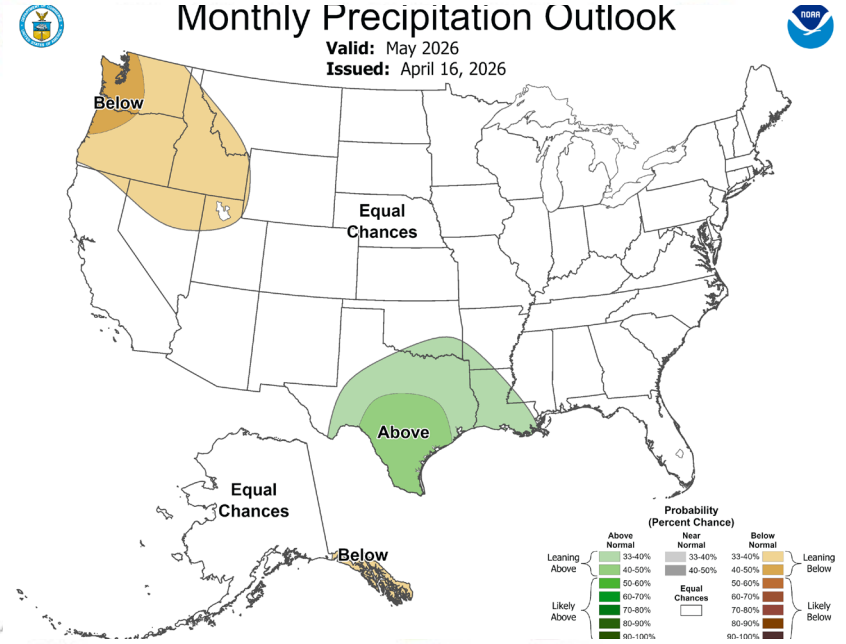 Monthly Precipitation Outlook
Valid: May 2026
Issued: April 16, 2026
NOAA
Below
Equal
Chances
Above
Equal
Chances
Below
Probability
(Percent Chance)
Above
Normal
Near
Normal
Below
Normal
Leaning
Above
33-40%
33-40%
33-40%
Leaning
Below
40-50%
40-50%
40-50%
Likely
Above
50-60%
60-70%
70-80%
80-90%
90-100%
Equal
Chances
50-60%
60-70%
70-80%
80-90%
90-100%
Likely
Below